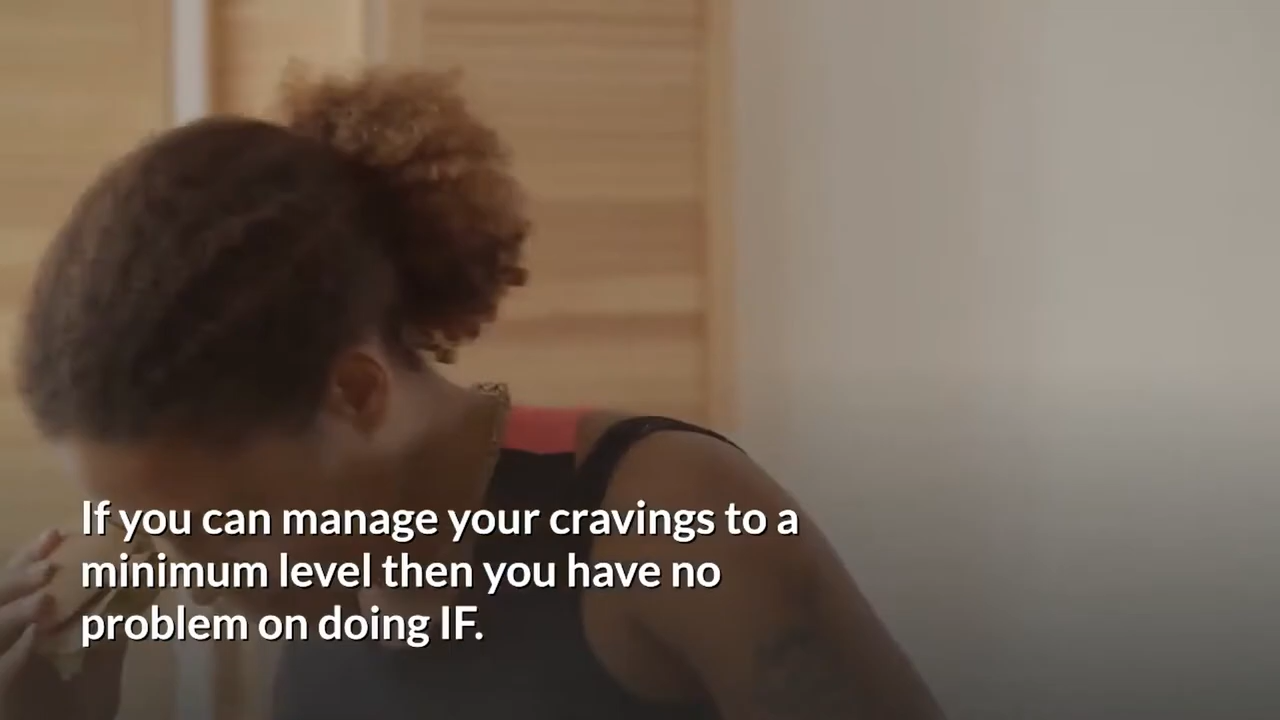 If you can manage your cravings to a
minimum level then you have no
problem on doing IF.